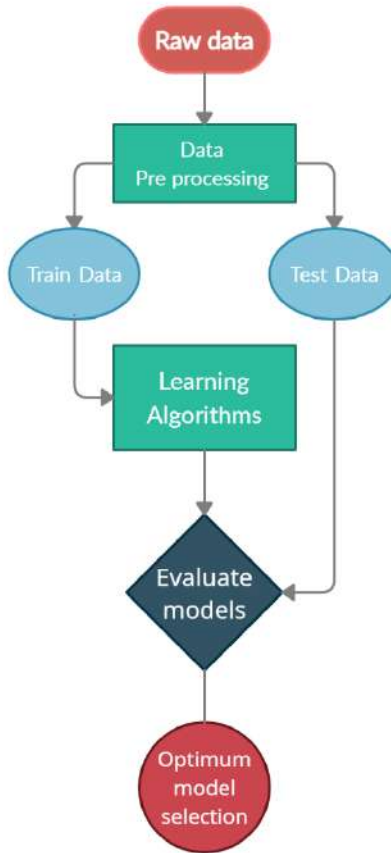 Raw data
Data
Pre processing
Train Data
Test Data
Learning
Algorithms
Evaluate
models
Optimum
model
selection